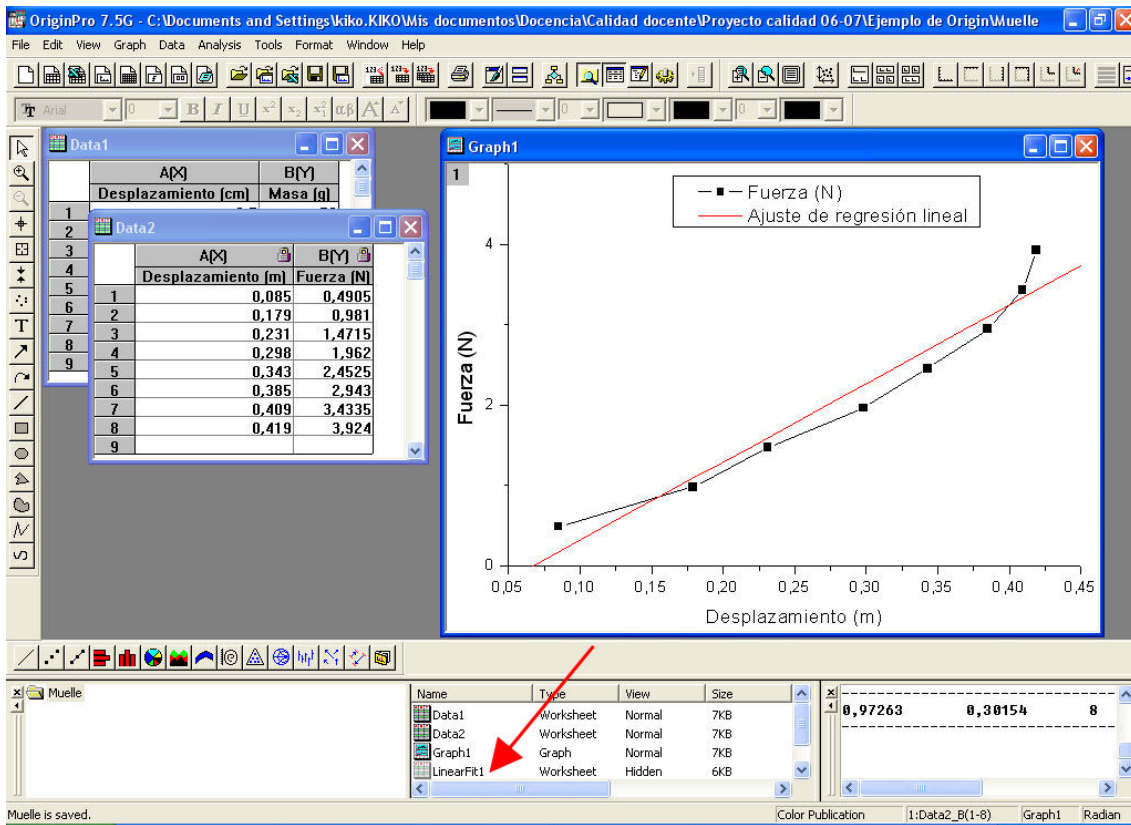 OriginPro 7.5G - C:\Documents and Settings\kiko.KIKO\Mis documentos\Docencia\Calidad docente\Proyecto calidad 06-07\Ejemplo de Origin\Muelle
File Edit View Graph Data Analysis Tools Format Window Help
Arial 0 B I U x² x₂ x₁² αβ A A 0 0
Data1
A(X) B(Y)
Desplazamiento (cm) Masa (g)
1
2
3
4
5
6
7
8
9
Data2
A(X) B(Y)
Desplazamiento (m) Fuerza (N)
1 0,085 0,4905
2 0,179 0,981
3 0,231 1,4715
4 0,298 1,962
5 0,343 2,4525
6 0,385 2,943
7 0,409 3,4335
8 0,419 3,924
9
Graph1
1
Fuerza (N)
Ajuste de regresión lineal
4
2
0
Fuerza (N)
0,05 0,10 0,15 0,20 0,25 0,30 0,35 0,40 0,45
Desplazamiento (m)
Muelle
Name Type View Size
Data1 Worksheet Normal 7KB
Data2 Worksheet Normal 7KB
Graph1 Graph Normal 7KB
LinearFit1 Worksheet Hidden 6KB
0,97263 0,30154 8
Muelle is saved.
Color Publication 1:Data2_B(1-8) Graph1 Radian